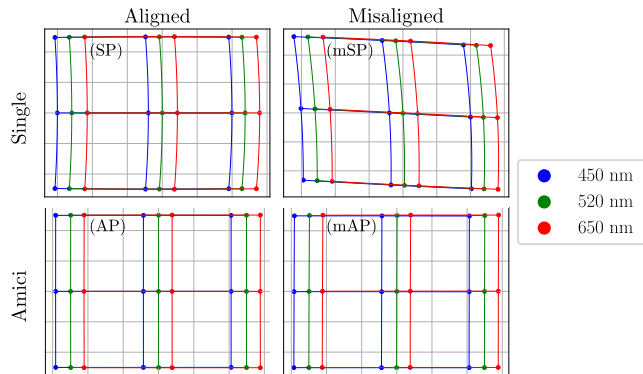 Aligned
Misaligned
Single
(SP)
(mSP)
450 nm
520 nm
650 nm
Amici
(AP)
(mAP)